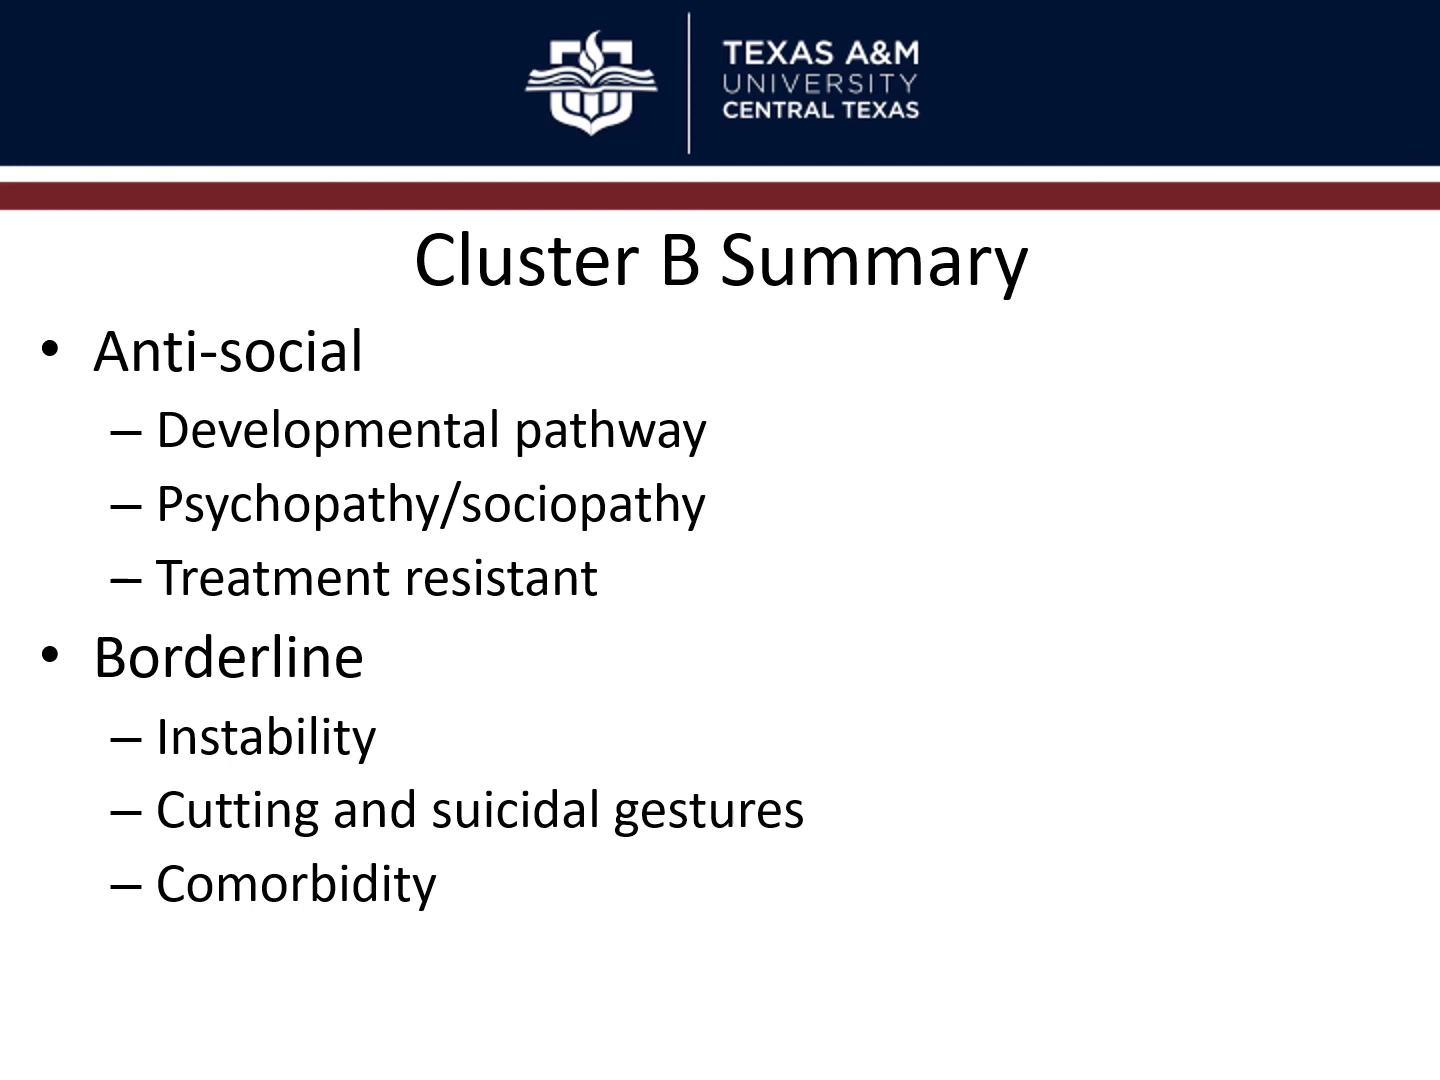 TEXAS A&M
UNIVERSITY
CENTRAL TEXAS
Cluster B Summary
• Anti-social
– Developmental pathway
– Psychopathy/sociopathy
– Treatment resistant
• Borderline
– Instability
– Cutting and suicidal gestures
– Comorbidity